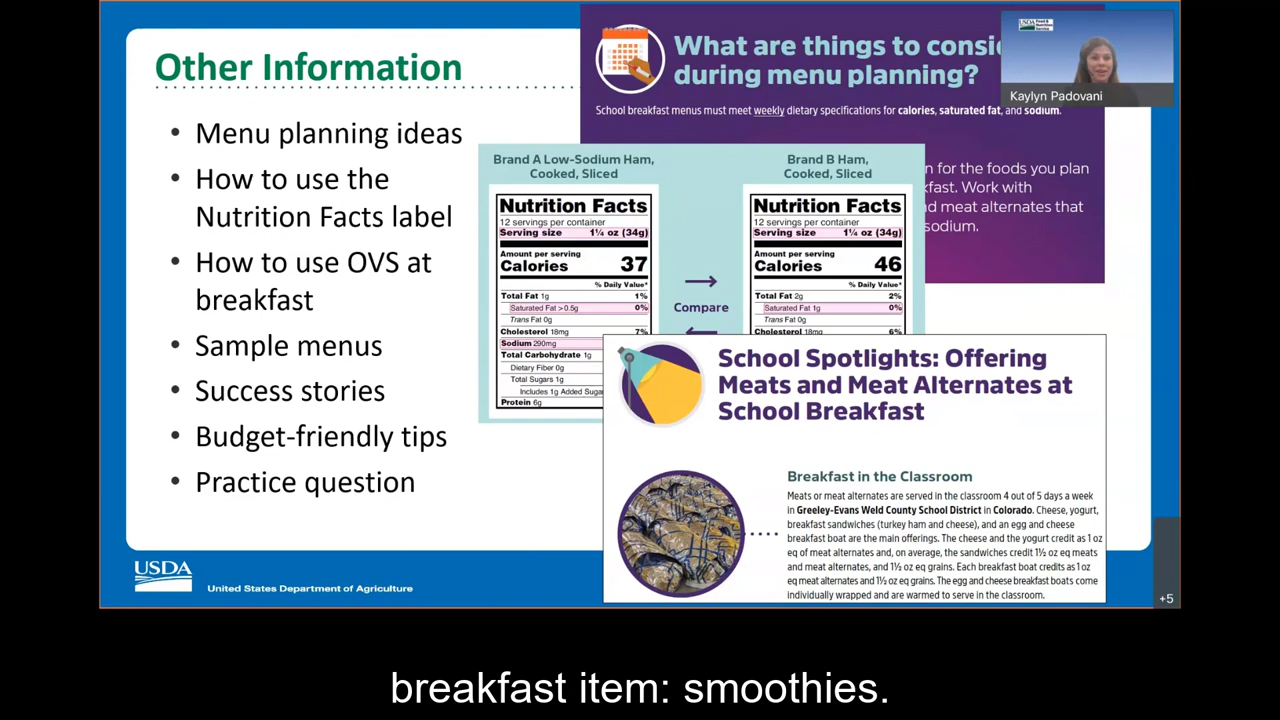 Other Information
• Menu planning ideas
• How to use the
Nutrition Facts label
• How to use OVS at
breakfast
• Sample menus
• Success stories
• Budget-friendly tips
• Practice question
What are things to consi
during menu planning?
School breakfast menus must meet weekly dietary specifications for calories, saturated fat, and sodium.
n for the foods you plan
kfast. Work with
d meat alternates that
sodium.
USDA Food &
Nutrition
Service
Kaylyn Padovani
Brand A Low-Sodium Ham,
Cooked, Sliced
Nutrition Facts
12 servings per container
Serving size 1¼ oz (34g)
Amount per serving
Calories 37
% Daily Value*
Total Fat 1g 1%
Saturated Fat >0.5g 0%
Trans Fat 0g
Cholesterol 18mg 7%
Sodium 290mg
Total Carbohydrate 1g
Dietary Fiber 0g
Total Sugars 1g
Includes 1g Added Sugar
Protein 6g
Compare
Brand B Ham,
Cooked, Sliced
Nutrition Facts
12 servings per container
Serving size 1¼ oz (34g)
Amount per serving
Calories 46
% Daily Value*
Total Fat 2g 2%
Saturated Fat 1g 0%
Trans Fat 0g
Cholesterol 18mg 6%
School Spotlights: Offering
Meats and Meat Alternates at
School Breakfast
Breakfast in the Classroom
Meats or meat alternates are served in the classroom 4 out of 5 days a week
in Greeley-Evans Weld County School District in Colorado. Cheese, yogurt,
breakfast sandwiches (turkey ham and cheese), and an egg and cheese
breakfast boat are the main offerings. The cheese and the yogurt credit as 1 oz
eq of meat alternates and, on average, the sandwiches credit 1½ oz eq meats
and meat alternates, and 1½ oz eq grains. Each breakfast boat credits as 1 oz
eq meat alternates and 1½ oz eq grains. The egg and cheese breakfast boats come
individually wrapped and are warmed to serve in the classroom.
USDA
United States Department of Agriculture
+5
breakfast item: smoothies.